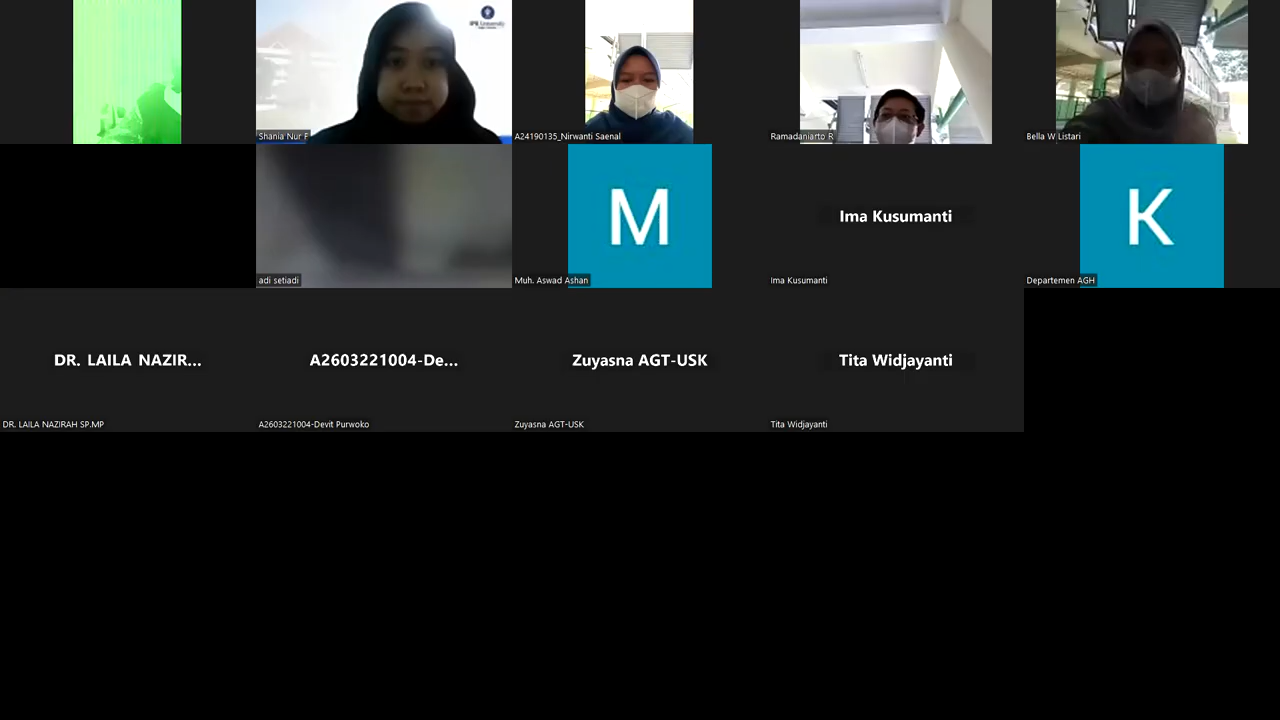 IPB University
Shania Nur F
A24190135_Nirwanti Saenal
Ramadaniarto R
Bella W Listari
adi setiadi
M
Muh. Aswad Ashan
Ima Kusumanti
Ima Kusumanti
K
Departemen AGH
DR. LAILA NAZIR...
DR. LAILA NAZIRAH SP.MP
A2603221004-De...
A2603221004-Devit Purwoko
Zuyasna AGT-USK
Zuyasna AGT-USK
Tita Widjayanti
Tita Widjayanti